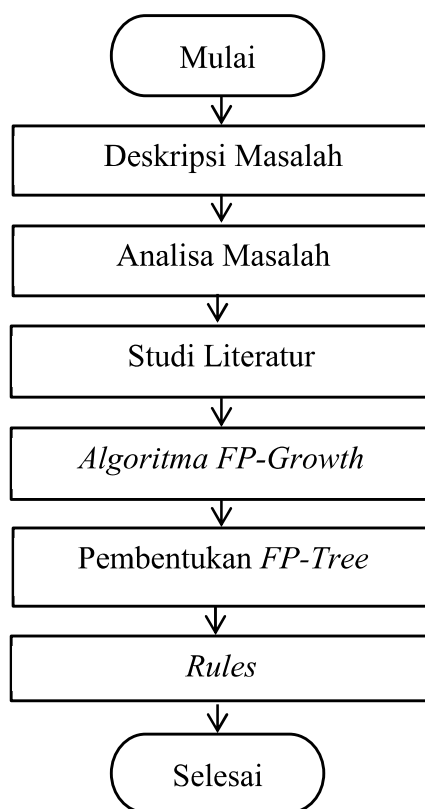 Mulai
Deskripsi Masalah
Analisa Masalah
Studi Literatur
Algoritma FP-Growth
Pembentukan FP-Tree
Rules
Selesai